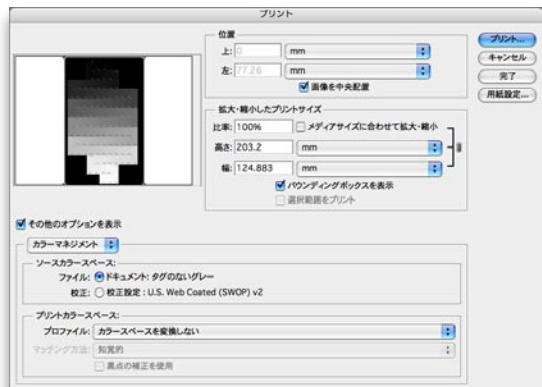 プリント
位置
上: 0 mm
左: 77.26 mm
画像を中央配置
プリント...
キャンセル
完了
用紙設定...
拡大・縮小したプリントサイズ
比率: 100% メディアサイズに合わせて拡大・縮小
高さ: 203.2 mm
幅: 124.883 mm
バウンディングボックスを表示
選択範囲をプリント
その他のオプションを表示
カラーマネジメント
ソースカラースペース:
ファイル: ドキュメント: タグのないグレー
校正: 校正設定: U.S. Web Coated (SWOP) v2
プリントカラースペース:
プロファイル: カラースペースを変換しない
マッチング方法: 知覚的
黒点の補正を使用